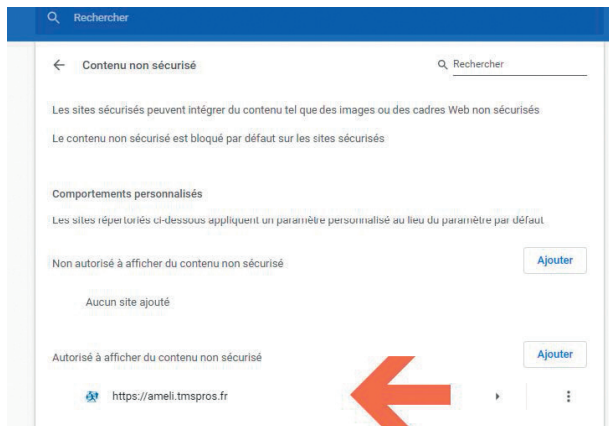 Rechercher
Contenu non sécurisé
Rechercher
Les sites sécurisés peuvent intégrer du contenu tel que des images ou des cadres Web non sécurisés
Le contenu non sécurisé est bloqué par défaut sur les sites sécurisés
Comportements personnalisés
Les sites répertoriés ci-dessous appliquent un paramètre personnalisé au lieu du paramètre par défaut
Non autorisé à afficher du contenu non sécurisé
Ajouter
Aucun site ajouté
Autorisé à afficher du contenu non sécurisé
Ajouter
https://ameli.tmspros.fr